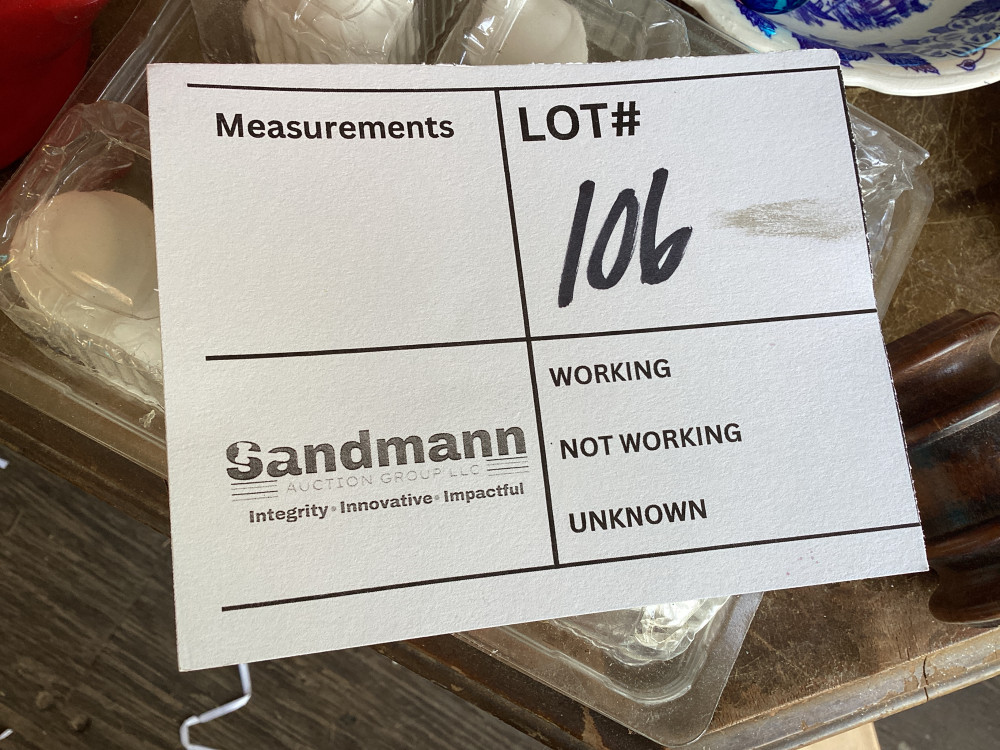 Measurements
LOT#
106
WORKING
NOT WORKING
UNKNOWN
Sandmann
AUCTION GROUP LLC
Integrity • Innovative • Impactful